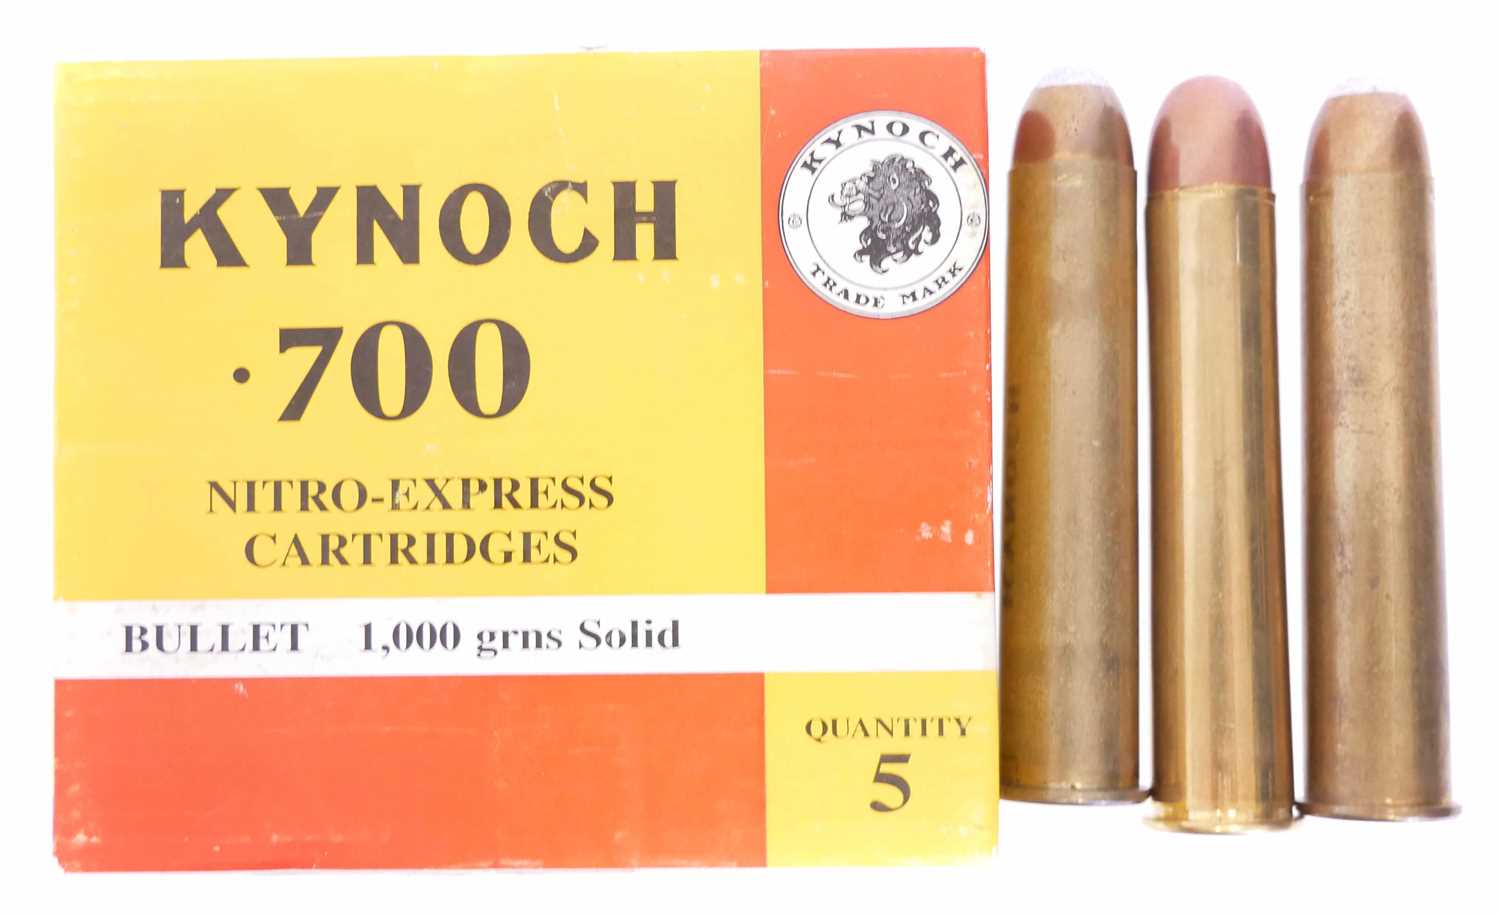 KYNOCH
.700
NITRO-EXPRESS
CARTRIDGES
BULLET 1,000 grns Solid
QUANTITY
5
KYNOCH
TRADE MARK